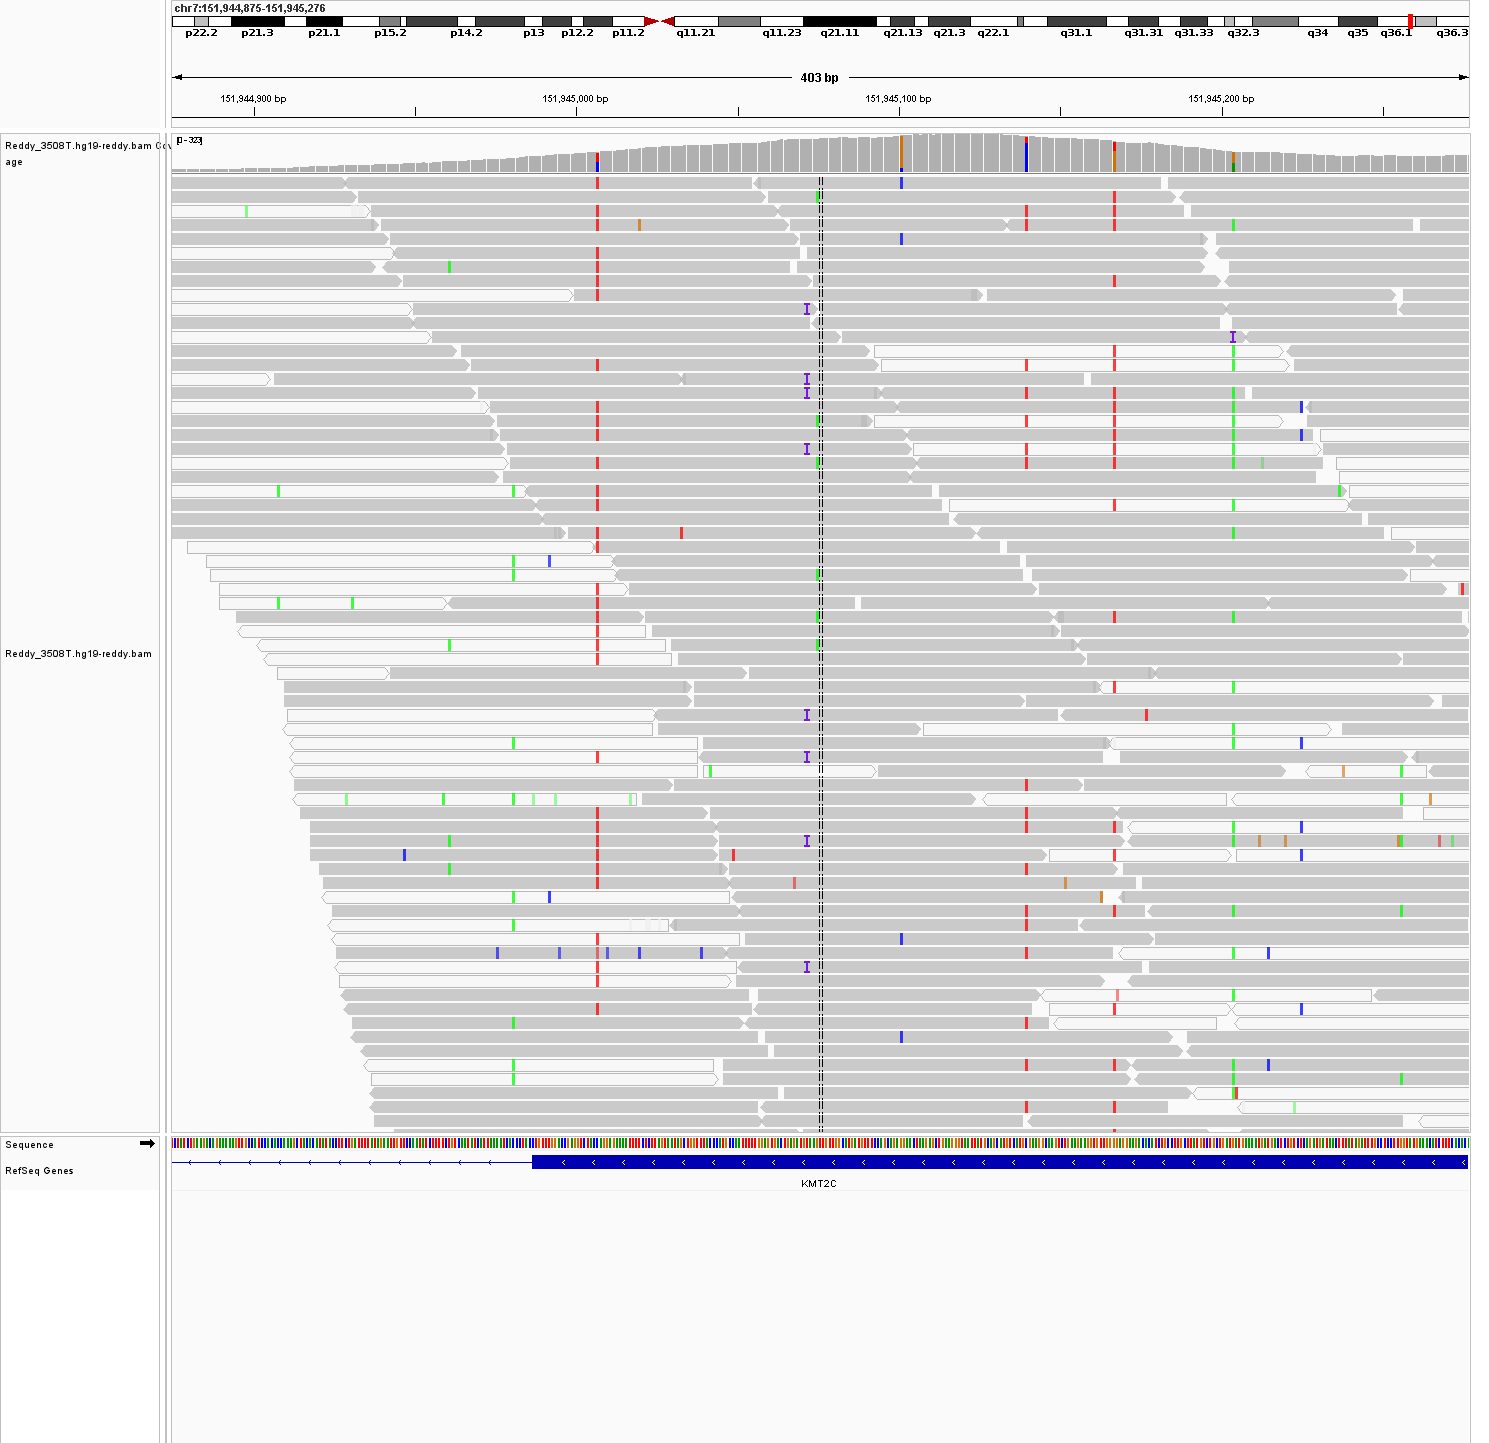 chr7:151,944,875-151,945,276
p22.2 p21.3 p21.1 p15.2 p14.2 p13 p12.2 p11.2 q11.21 q11.23 q21.11 q21.13 q21.3 q22.1 q31.1 q31.31 q31.33 q32.3 q34 q35 q36.1 q36.3
403 bp
151,944,900 bp 151,945,000 bp 151,945,100 bp 151,945,200 bp
Reddy_3508T.hg19-reddy.bam Cov
age
[0 - 323]
Reddy_3508T.hg19-reddy.bam
Sequence
RefSeq Genes
KMT2C